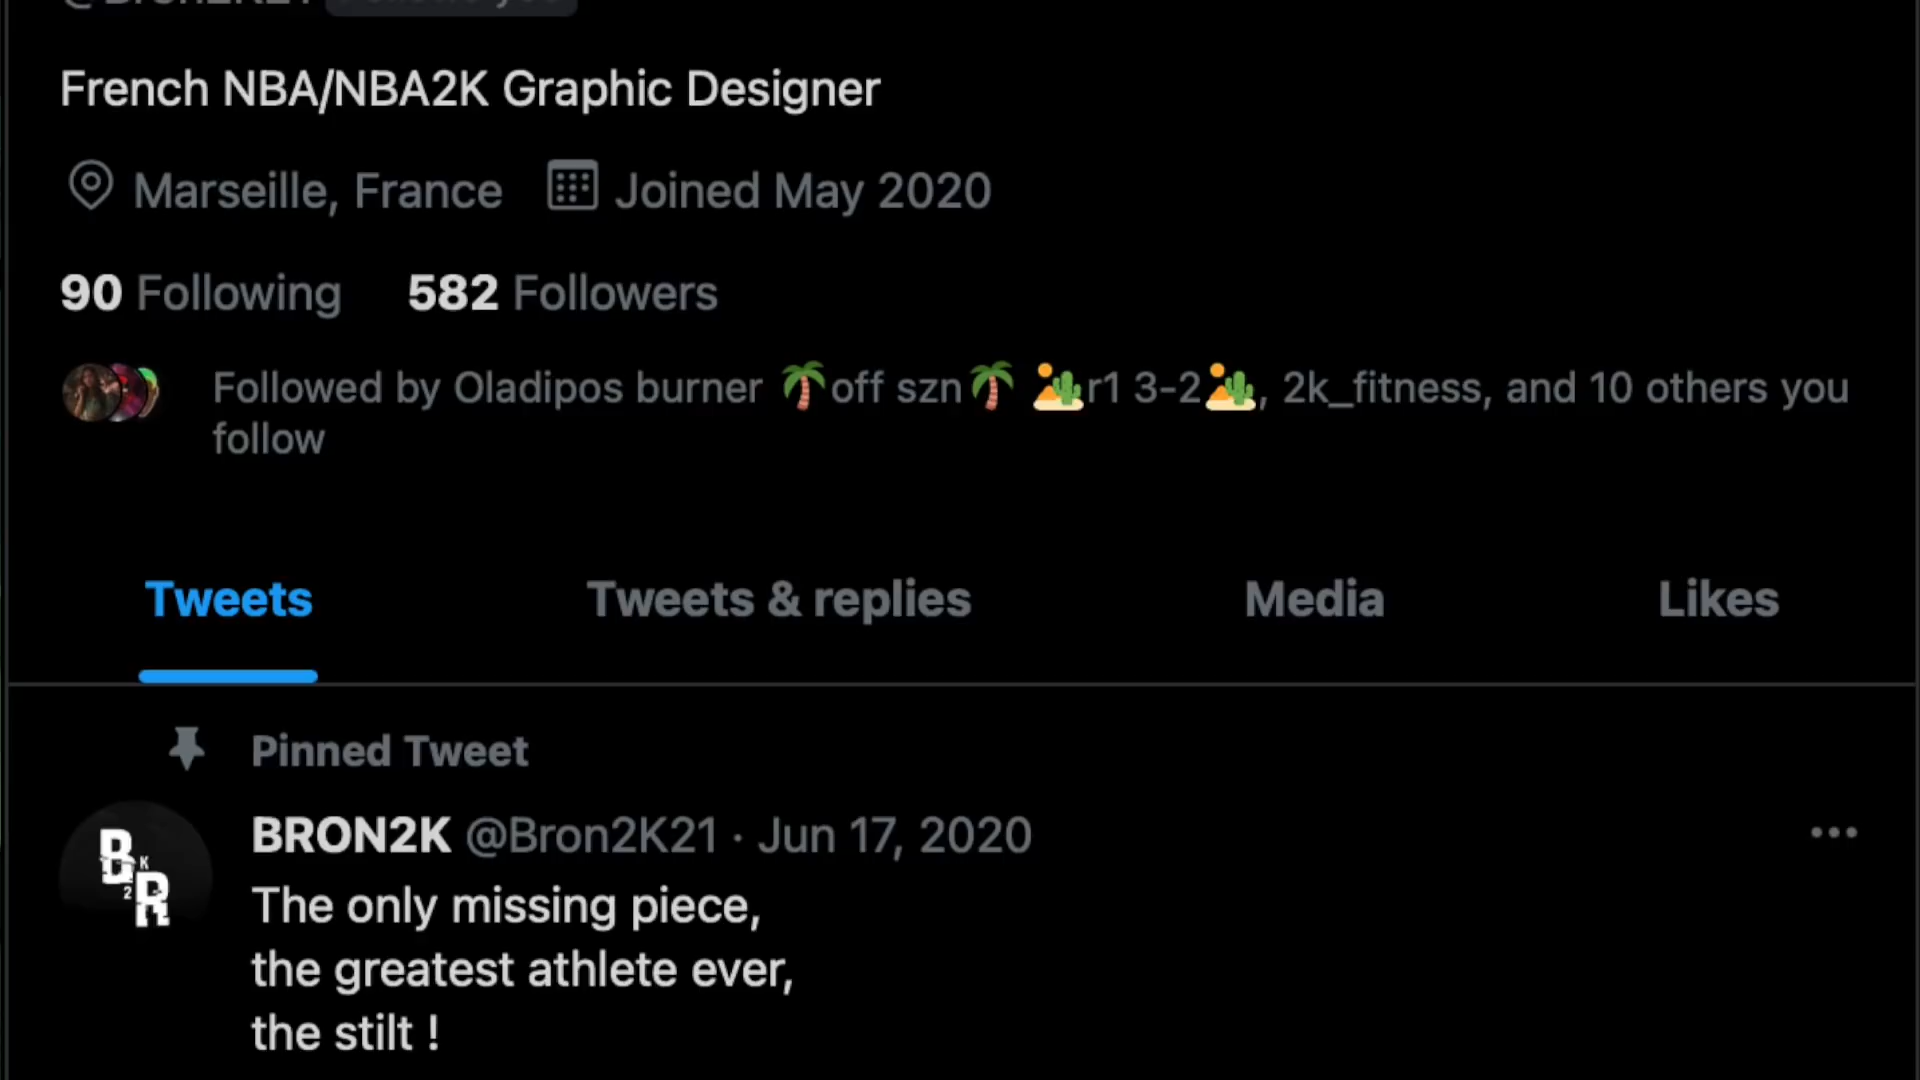 French NBA/NBA2K Graphic Designer
Marseille, France Joined May 2020
90 Following 582 Followers
Followed by Oladipos burner 🌴off szn🌴 🏜️r1 3-2🏜️, 2k_fitness, and 10 others you
follow
Tweets Tweets & replies Media Likes
Pinned Tweet
BRON2K @Bron2K21 · Jun 17, 2020
B K
2 R
The only missing piece,
the greatest athlete ever,
the stilt !